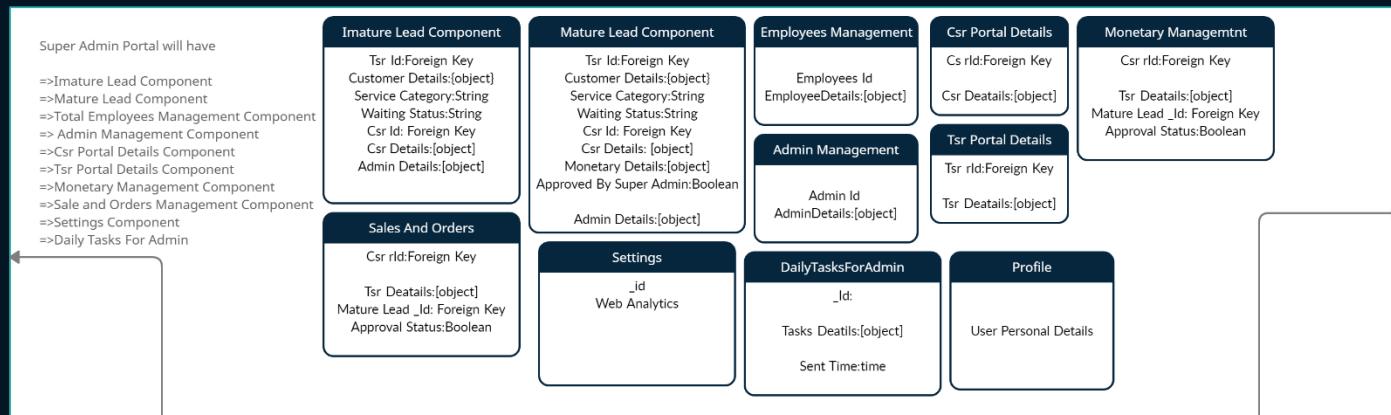 Super Admin Portal will have
=>Imature Lead Component
=>Mature Lead Component
=>Total Employees Management Component
=> Admin Management Component
=>Csr Portal Details Component
=>Tsr Portal Details Component
=>Monetary Management Component
=>Sale and Orders Management Component
=>Settings Component
=>Daily Tasks For Admin
Imature Lead Component
Tsr Id:Foreign Key
Customer Details:{object}
Service Category:String
Waiting Status:String
Csr Id: Foreign Key
Csr Details:[object]
Admin Details:[object]
Mature Lead Component
Tsr Id:Foreign Key
Customer Details:{object}
Service Category:String
Waiting Status:String
Csr Id: Foreign Key
Csr Details: [object]
Monetary Details:[object]
Approved By Super Admin:Boolean
Admin Details:[object]
Employees Management
Employees Id
EmployeeDetails:[object]
Admin Management
Admin Id
AdminDetails:[object]
Csr Portal Details
Cs rId:Foreign Key
Csr Deatails:[object]
Tsr Portal Details
Tsr rId:Foreign Key
Tsr Deatails:[object]
Monetary Managemtnt
Csr rId:Foreign Key
Tsr Deatails:[object]
Mature Lead _Id: Foreign Key
Approval Status:Boolean
Sales And Orders
Csr rId:Foreign Key
Tsr Deatails:[object]
Mature Lead _Id: Foreign Key
Approval Status:Boolean
Settings
_id
Web Analytics
DailyTasksForAdmin
_Id:
Tasks Deatils:[object]
Sent Time:time
Profile
User Personal Details